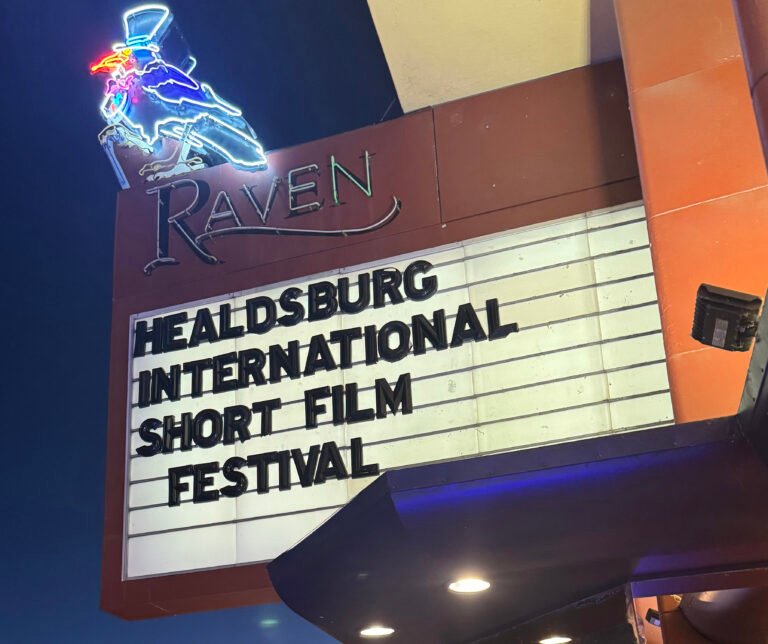 RAVEN
HEALDSBURG
INTERNATIONAL
SHORT FILM
FESTIVAL